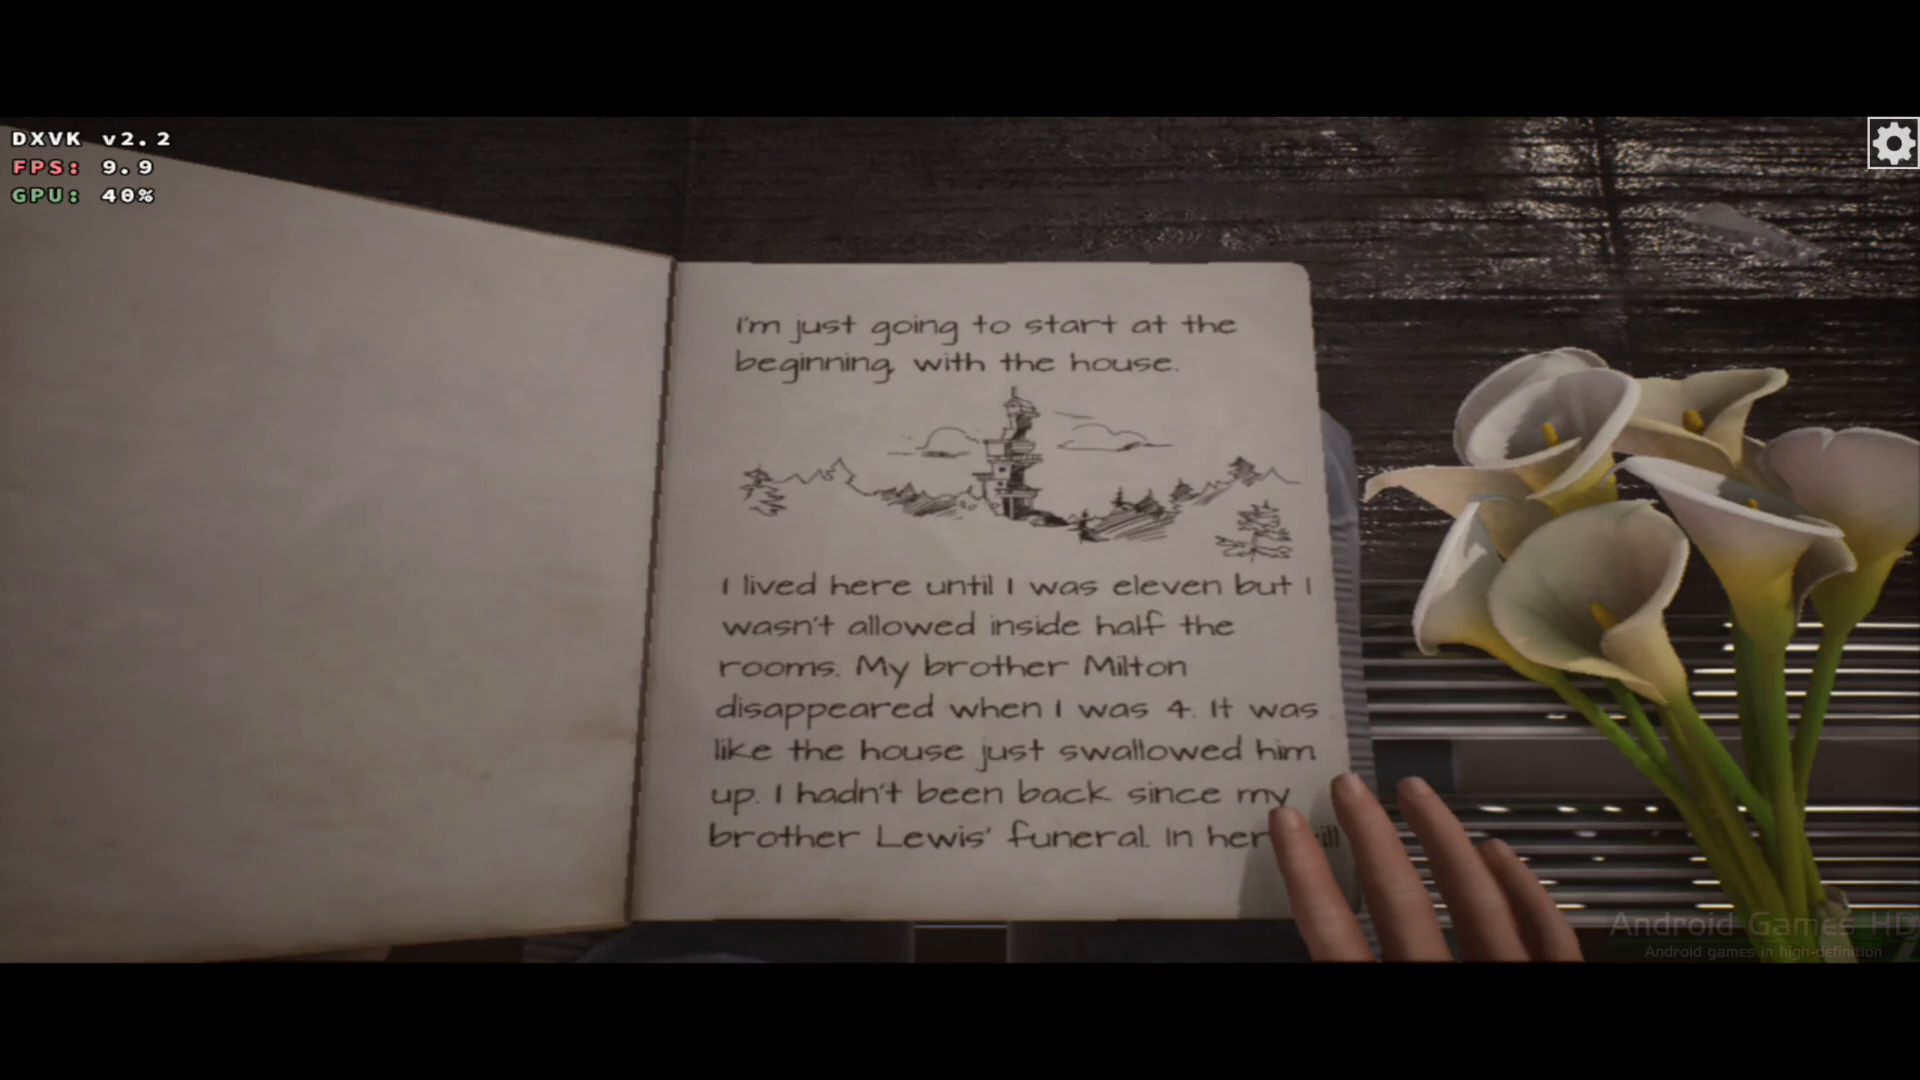 DXVK v2.2
FPS: 9.9
GPU: 40%
I'm just going to start at the
beginning, with the house.
I lived here until I was eleven but I
wasn't allowed inside half the
rooms. My brother Milton
disappeared when I was 4. It was
like the house just swallowed him
up. I hadn't been back since my
brother Lewis' funeral. In her
Android Games HD
Android games in high-definition